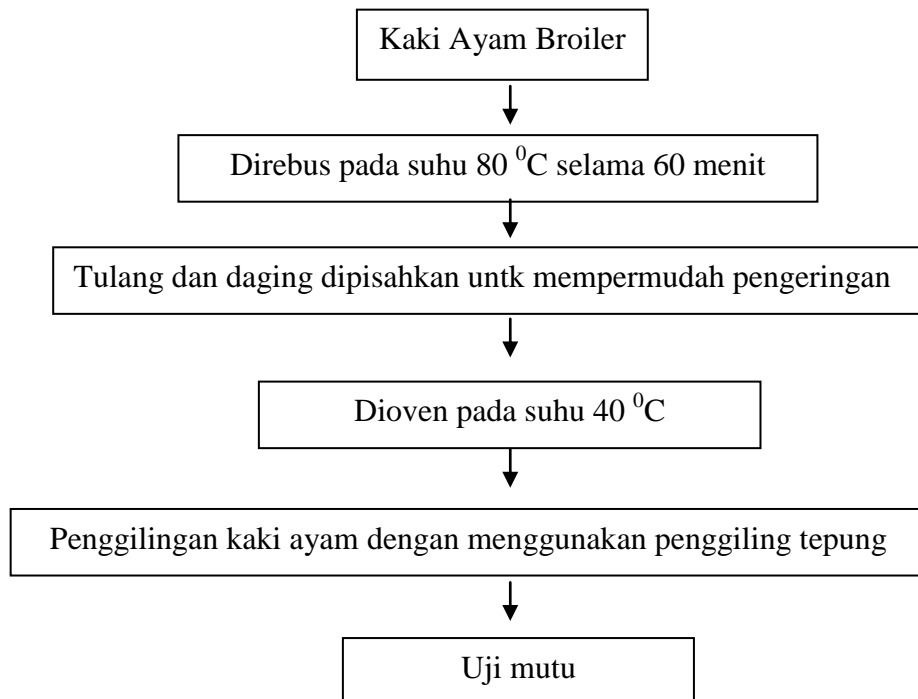 Kaki Ayam Broiler
Direbus pada suhu 80 ⁰C selama 60 menit
Tulang dan daging dipisahkan untk mempermudah pengeringan
Dioven pada suhu 40 ⁰C
Penggilingan kaki ayam dengan menggunakan penggiling tepung
Uji mutu